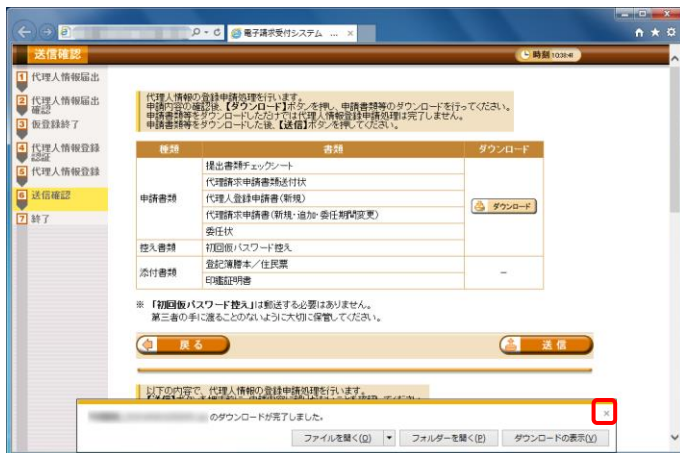 電子請求受付システム ...
送信確認
時刻
1 代理人情報届出
2 代理人情報届出
確認
3 仮登録終了
4 代理人情報登録
認証
5 代理人情報登録
6 送信確認
7 終了
代理人情報の登録申請処理を行います。
申請内容の確認後、【ダウンロード】ボタンを押し、申請書類等のダウンロードを行ってください。
申請書類等をダウンロードしただけでは代理人情報登録申請処理は完了しません。
申請書類等をダウンロードした後、【送信】ボタンを押してください。
種類 書類 ダウンロード
申請書類
提出書類チェックシート
代理請求申請書類送付状
代理人登録申請書(新規)
代理請求申請書(新規・追加・委任期間変更)
委任状
ダウンロード
控え書類 初回仮パスワード控え
添付書類
登記簿謄本/住民票
印鑑証明書
-
※ 「初回仮パスワード控え」は郵送する必要はありません。
第三者の手に渡ることのないように大切に保管してください。
戻る 送信
以下の内容で、代理人情報の登録申請処理を行います。
のダウンロードが完了しました。
ファイルを開く(O) フォルダーを開く(P) ダウンロードの表示(V)